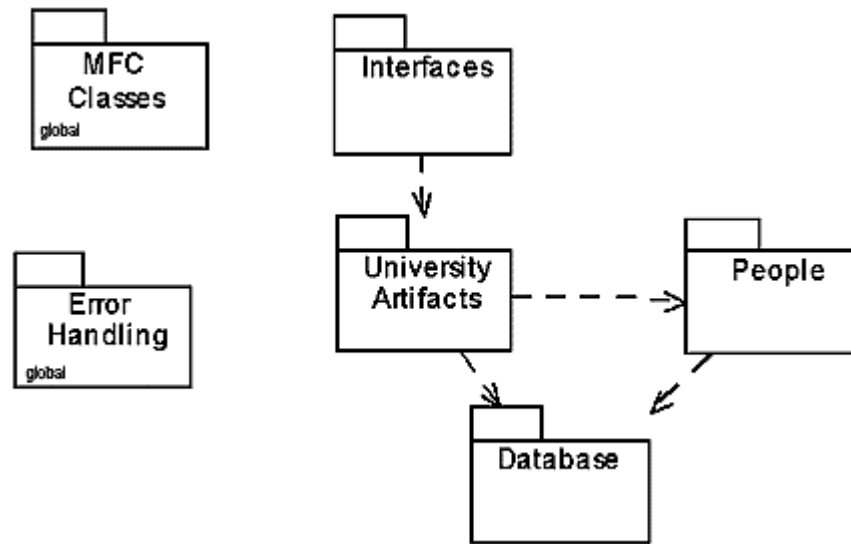 MFC
Classes
global
Interfaces
University
Artifacts
People
Error
Handling
global
Database